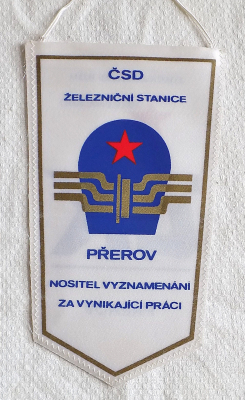 ČSD
ŽELEZNIČNÍ STANICE
PŘEROV
NOSITEL VYZNAMENÁNÍ
ZA VYNIKAJÍCÍ PRÁCI